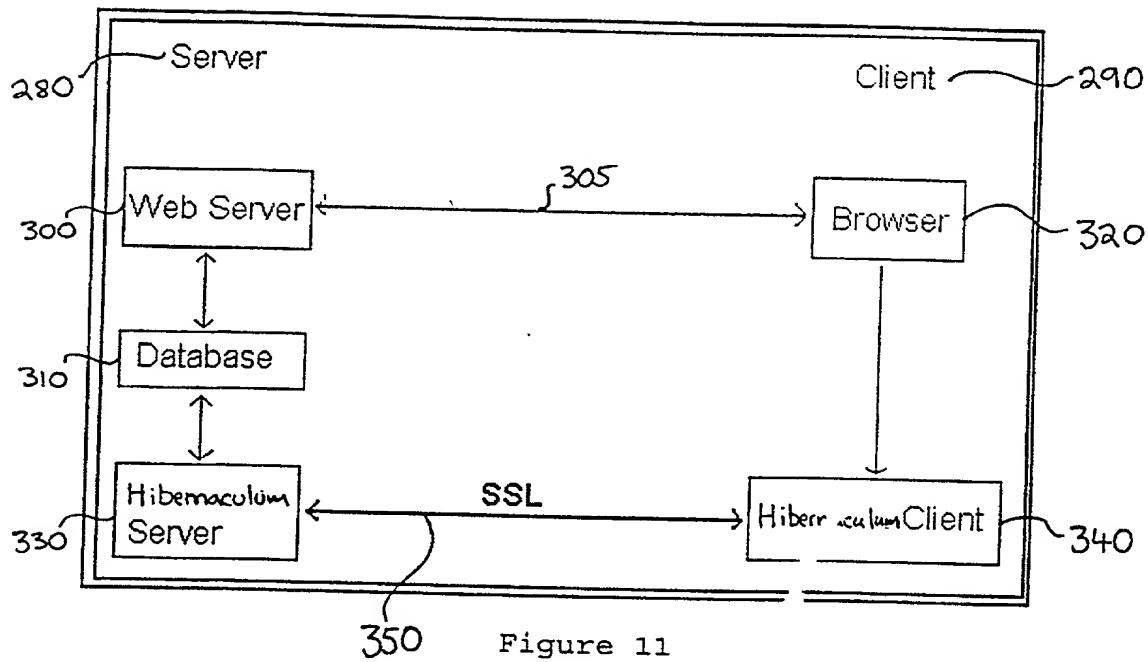 Server
280
Client
290
Web Server
300
305
Browser
320
Database
310
Hibernaculum
Server
330
SSL
350
Client
340
Figure 11